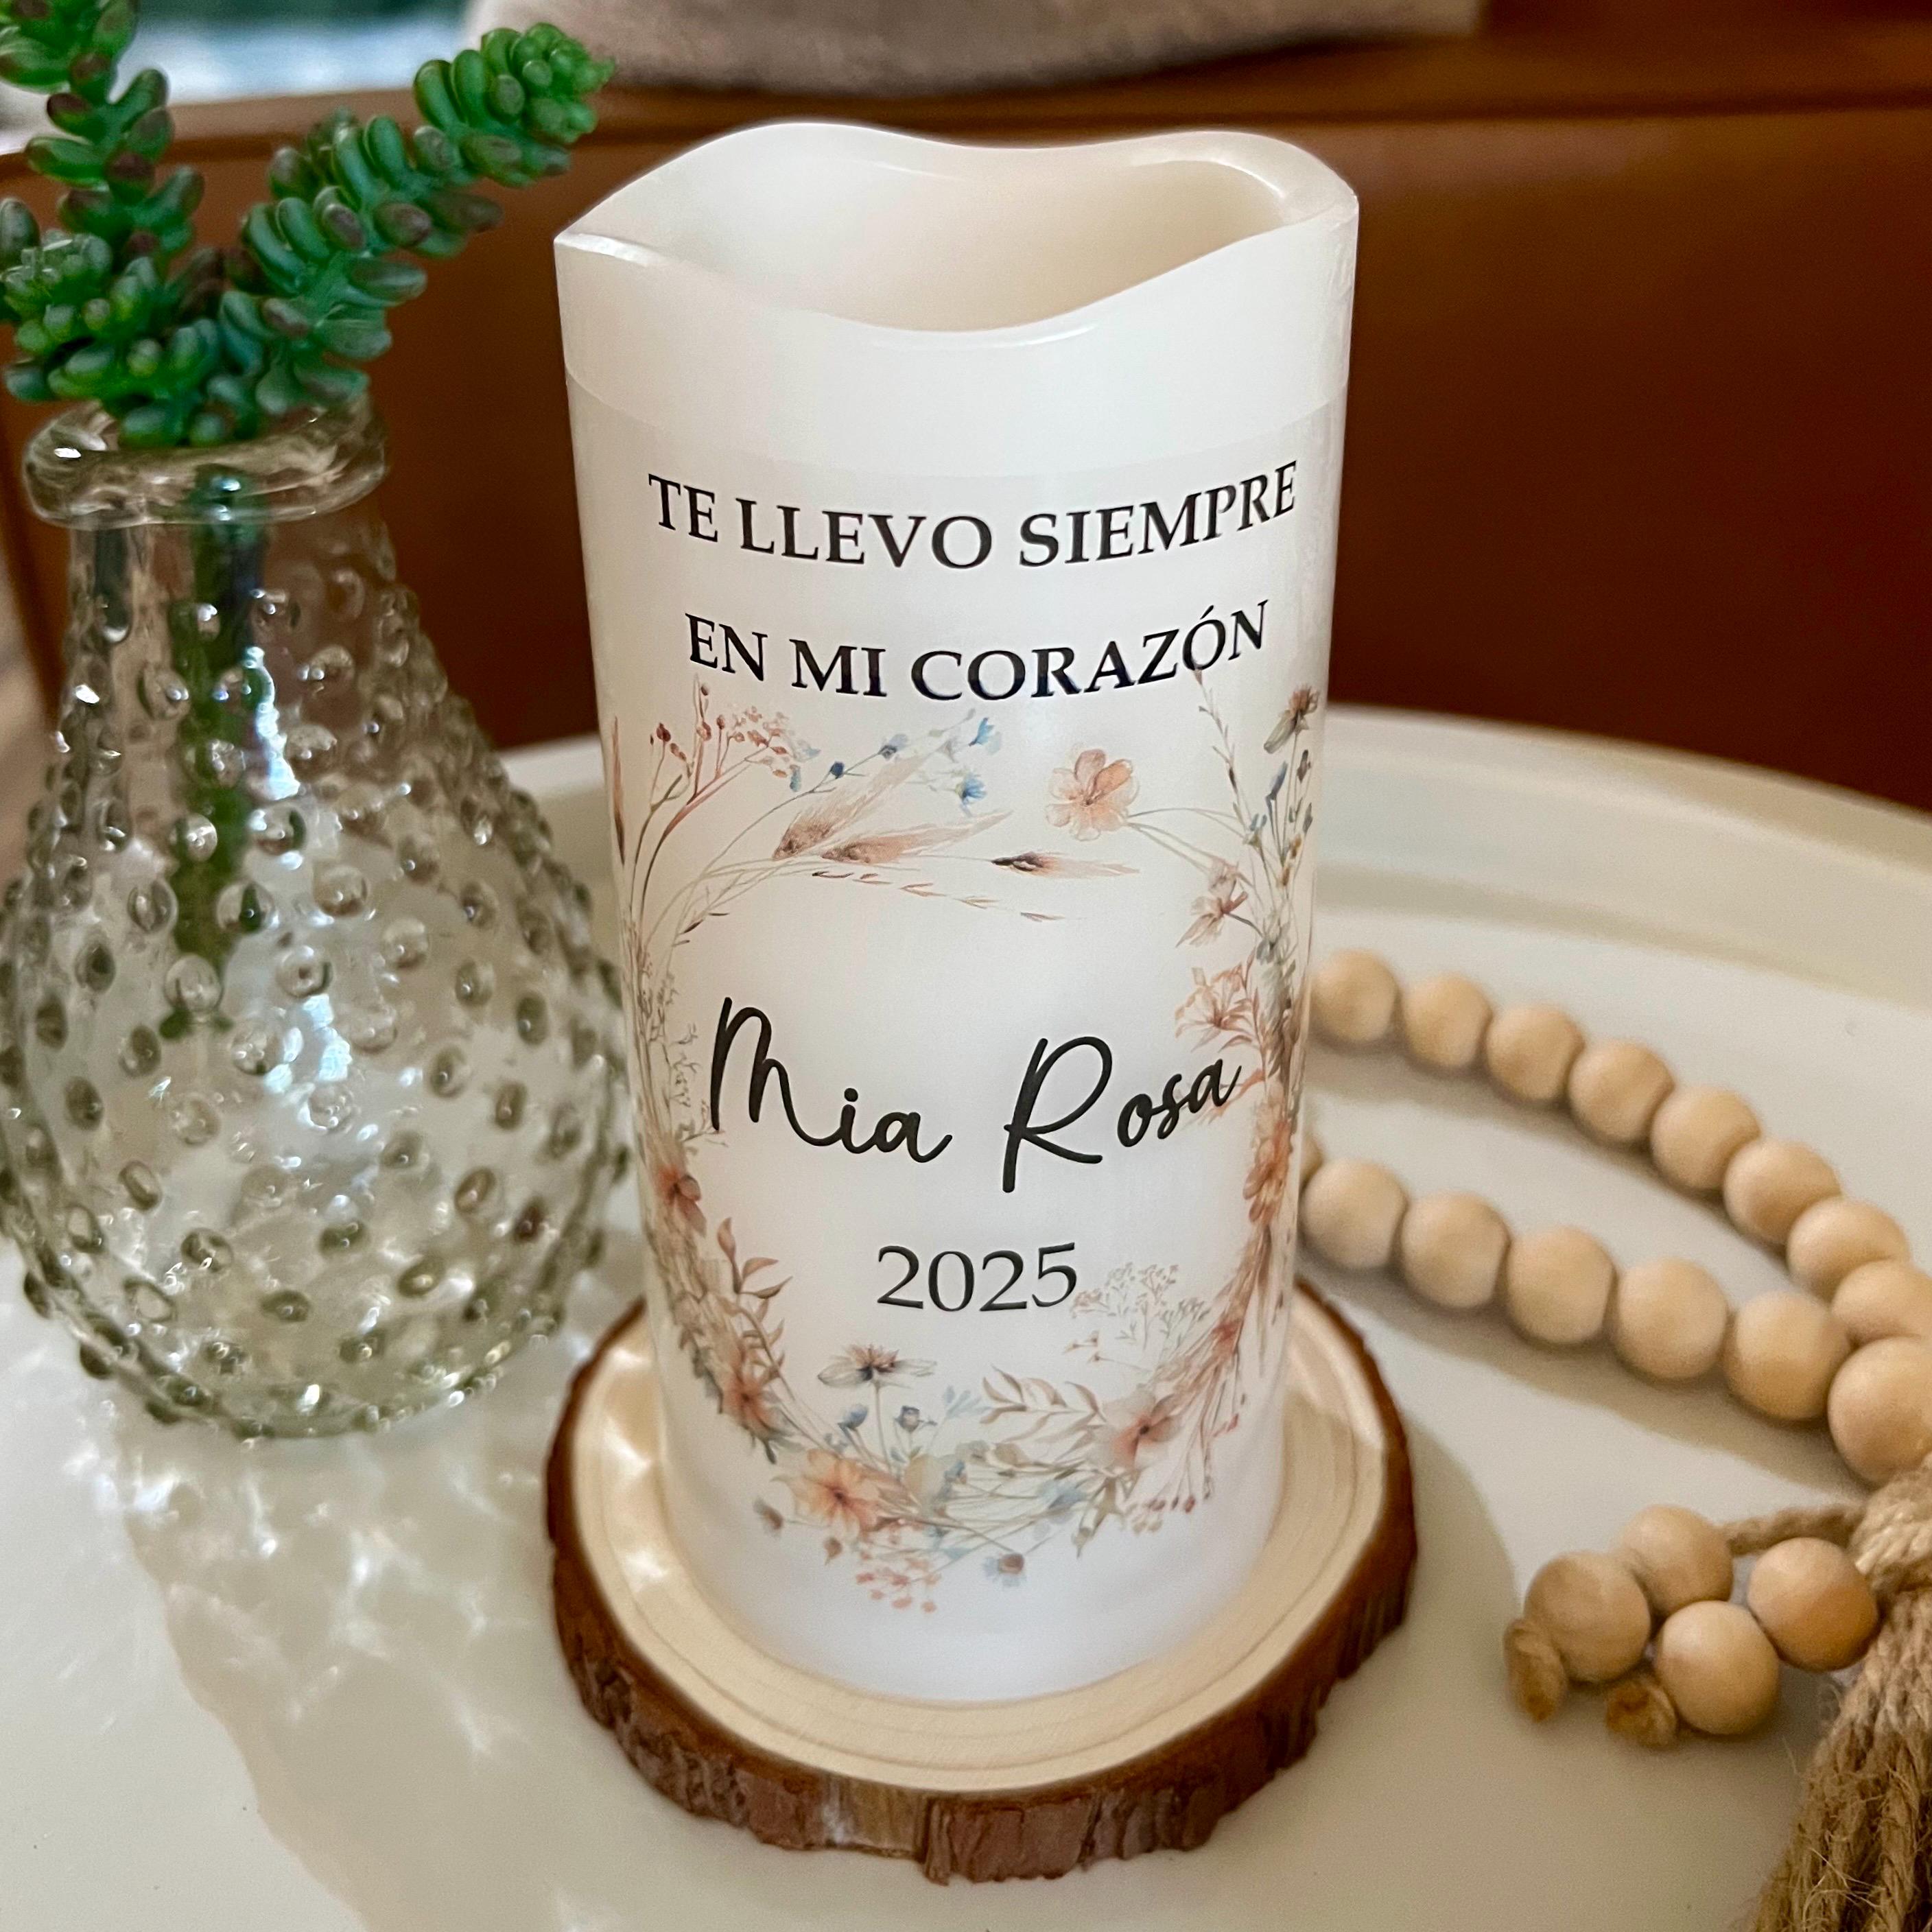 TE LLEVO SIEMPRE
EN MI CORAZÓN
Mia Rosa
2025